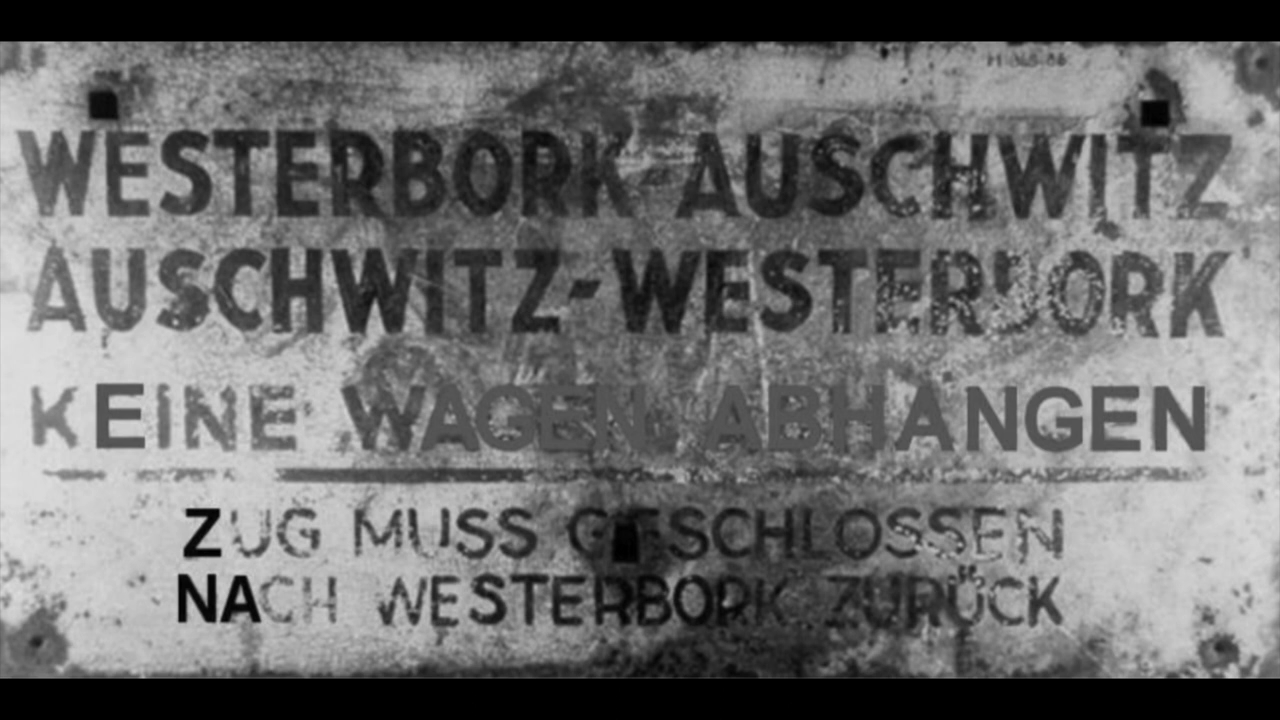 WESTERBORK-AUSCHWITZ
AUSCHWITZ-WESTERBORK
KEINE WAGEN ABHANGEN
ZUG MUSS GESCHLOSSEN
NACH WESTERBORK ZURÜCK